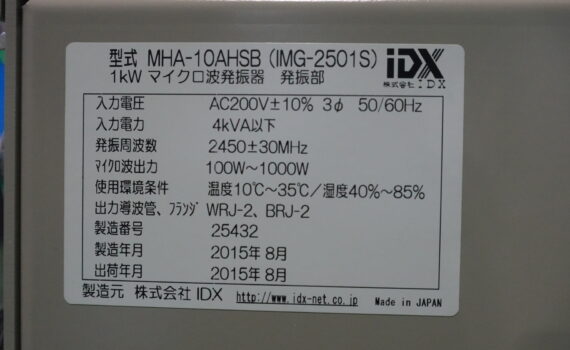 型式 MHA-10AHSB (IMG-2501S) iDX
1kW マイクロ波発振器 発振部 株式会社 IDX
入力電圧 AC200V±10% 3φ 50/60Hz
入力電力 4kVA以下
発振周波数 2450±30MHz
ﾏｲｸﾛ波出力 100W～1000W
使用環境条件 温度10℃～35℃／湿度40%～85%
出力導波管、ﾌﾗﾝｼﾞ WRJ-2、BRJ-2
製造番号 25432
製造年月 2015年8月
出荷年月 2015年8月
製造元 株式会社 IDX http://www.idx-net.co.jp Made in JAPAN